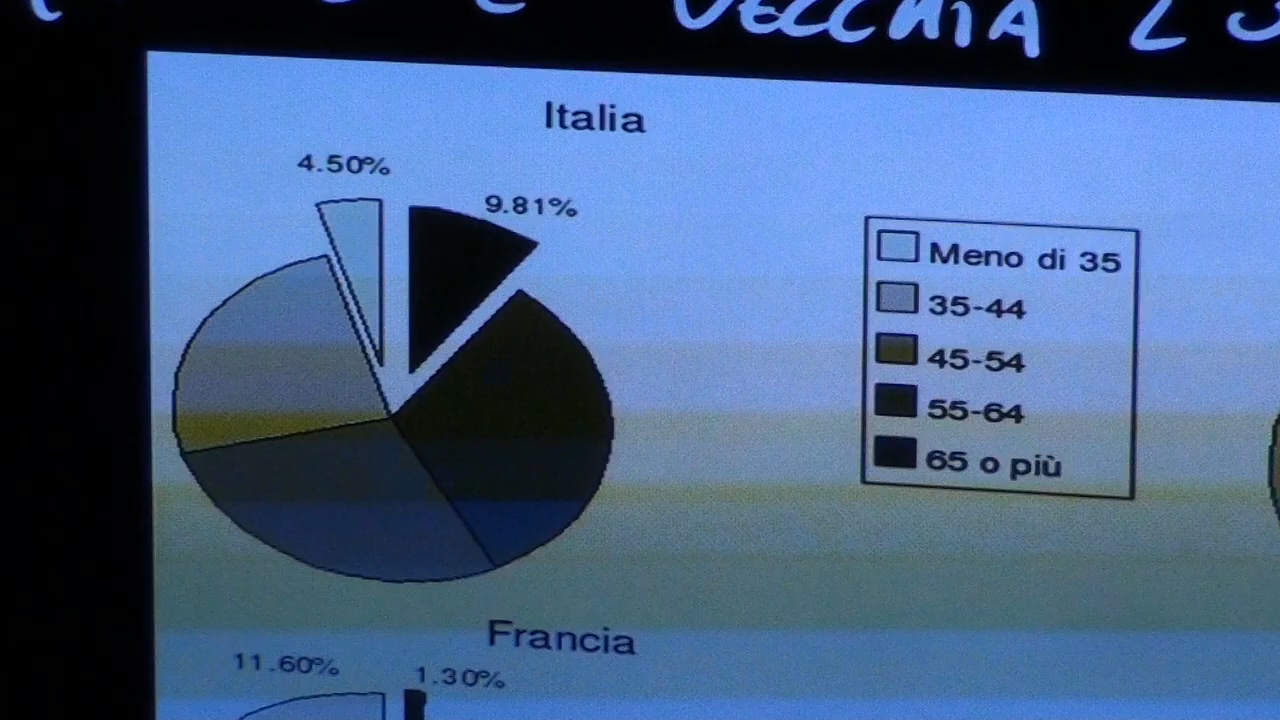 VECCHIA
Italia
4.50%
9.81%
Meno di 35
35-44
45-54
55-64
65 o più
Francia
11.60%
1.30%